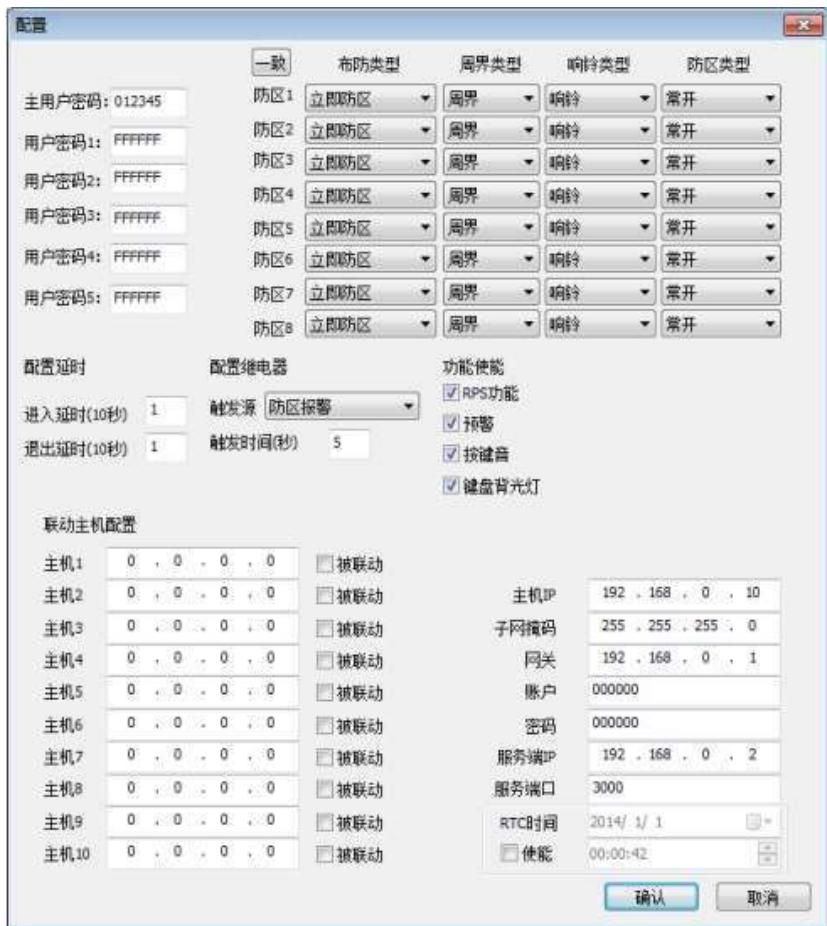 配置
一致 布防类型 周界类型 响铃类型 防区类型
主用户密码: 012345 防区1 立即防区 周界 响铃 常开
用户密码1: FFFFFF 防区2 立即防区 周界 响铃 常开
用户密码2: FFFFFF 防区3 立即防区 周界 响铃 常开
用户密码3: FFFFFF 防区4 立即防区 周界 响铃 常开
防区5 立即防区 周界 响铃 常开
用户密码4: FFFFFF 防区6 立即防区 周界 响铃 常开
用户密码5: FFFFFF 防区7 立即防区 周界 响铃 常开
防区8 立即防区 周界 响铃 常开
配置延时 配置继电器 功能使能
RPS功能
进入延时(10秒) 1 触发源 防区报警
预警
退出延时(10秒) 1 触发时间(秒) 5
按键音
键盘背光灯
联动主机配置
主机1 0 . 0 . 0 . 0 被联动
主机2 0 . 0 . 0 . 0 被联动 主机IP 192 . 168 . 0 . 10
主机3 0 . 0 . 0 . 0 被联动 子网掩码 255 . 255 . 255 . 0
主机4 0 . 0 . 0 . 0 被联动 网关 192 . 168 . 0 . 1
主机5 0 . 0 . 0 . 0 被联动 账户 000000
主机6 0 . 0 . 0 . 0 被联动 密码 000000
主机7 0 . 0 . 0 . 0 被联动 服务端IP 192 . 168 . 0 . 2
主机8 0 . 0 . 0 . 0 被联动 服务端口 3000
主机9 0 . 0 . 0 . 0 被联动 RTC时间 2014/ 1/ 1
主机10 0 . 0 . 0 . 0 被联动 使能 00:00:42
确认 取消